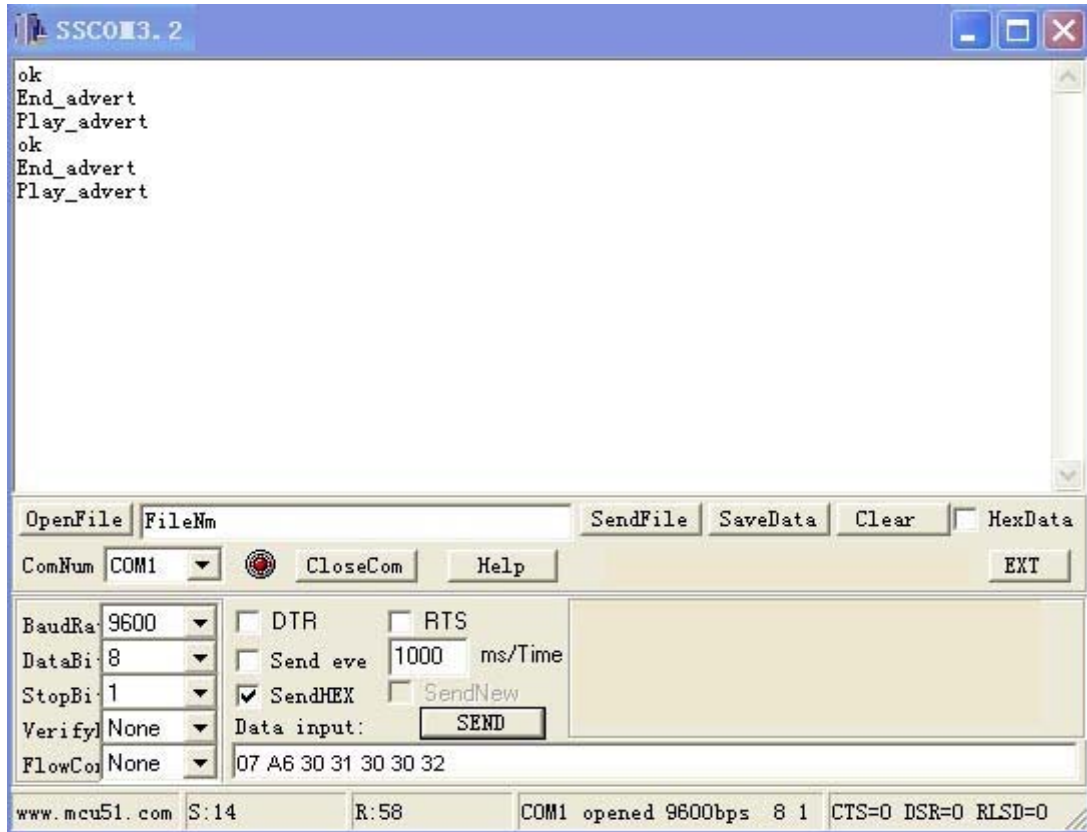 SSCOM3.2
ok
End_advert
Play_advert
ok
End_advert
Play_advert
OpenFile FileNm SendFile SaveData Clear HexData
ComNum COM1 CloseCom Help EXT
BaudRa 9600 DTR RTS
DataBi 8 Send eve 1000 ms/Time
StopBi 1 SendHEX SendNew
Verify None Data input: SEND
FlowCo None 07 A6 30 31 30 30 32
www.mcu51.com S:14 R:58 COM1 opened 9600bps 8 1 CTS=0 DSR=0 RLSD=0